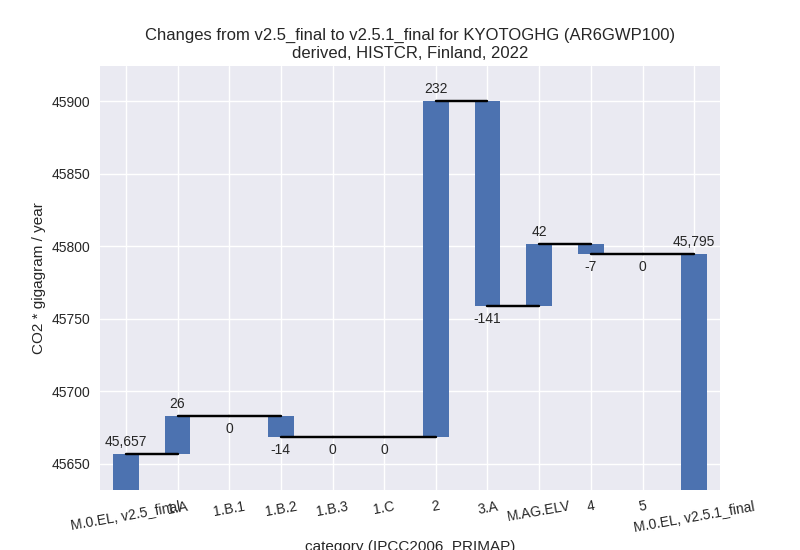 Changes from v2.5_final to v2.5.1_final for KYOTOGHG (AR6GWP100)
derived, HISTCR, Finland, 2022
CO2 * gigagram / year
45900
45850
45800
45750
45700
45650
45,657
26
0
-14
0
0
232
-141
42
-7
0
45,795
M.0.EL, v2.5_final
1.A
1.B.1
1.B.2
1.B.3
1.C
2
3.A
M.AG.ELV
4
5
M.0.EL, v2.5.1_final
category (IPCC2006_PRIMAP)